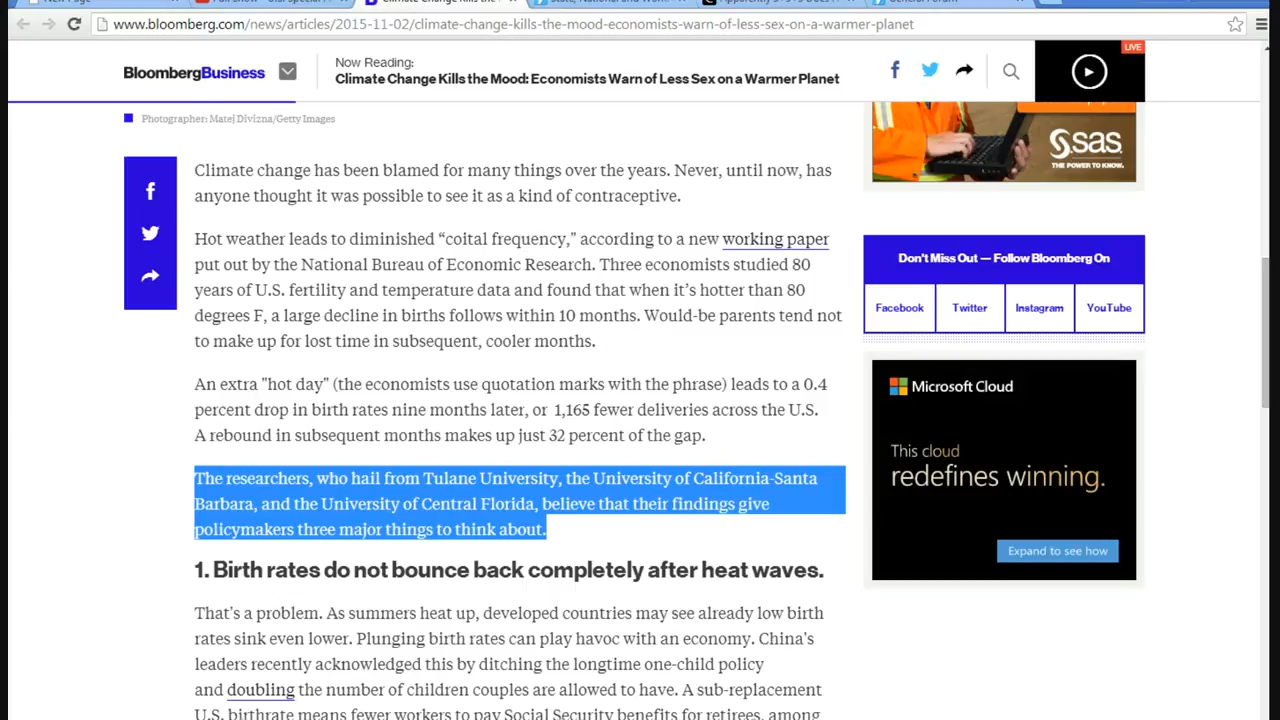 www.bloomberg.com/news/articles/2015-11-02/climate-change-kills-the-mood-economists-warn-of-less-sex-on-a-warmer-planet
BloombergBusiness
Now Reading:
Climate Change Kills the Mood: Economists Warn of Less Sex on a Warmer Planet
LIVE
Photographer: Matej Divizna/Getty Images
Climate change has been blamed for many things over the years. Never, until now, has
anyone thought it was possible to see it as a kind of contraceptive.
Hot weather leads to diminished “coital frequency,” according to a new working paper
put out by the National Bureau of Economic Research. Three economists studied 80
years of U.S. fertility and temperature data and found that when it’s hotter than 80
degrees F, a large decline in births follows within 10 months. Would-be parents tend not
to make up for lost time in subsequent, cooler months.
An extra "hot day" (the economists use quotation marks with the phrase) leads to a 0.4
percent drop in birth rates nine months later, or 1,165 fewer deliveries across the U.S.
A rebound in subsequent months makes up just 32 percent of the gap.
The researchers, who hail from Tulane University, the University of California-Santa
Barbara, and the University of Central Florida, believe that their findings give
policymakers three major things to think about.
1. Birth rates do not bounce back completely after heat waves.
That's a problem. As summers heat up, developed countries may see already low birth
rates sink even lower. Plunging birth rates can play havoc with an economy. China's
leaders recently acknowledged this by ditching the longtime one-child policy
and doubling the number of children couples are allowed to have. A sub-replacement
U.S. birthrate means fewer workers to pay Social Security benefits for retirees, among
sas
THE POWER TO KNOW.
Don't Miss Out — Follow Bloomberg On
Facebook Twitter Instagram YouTube
Microsoft Cloud
This cloud
redefines winning.
Expand to see how